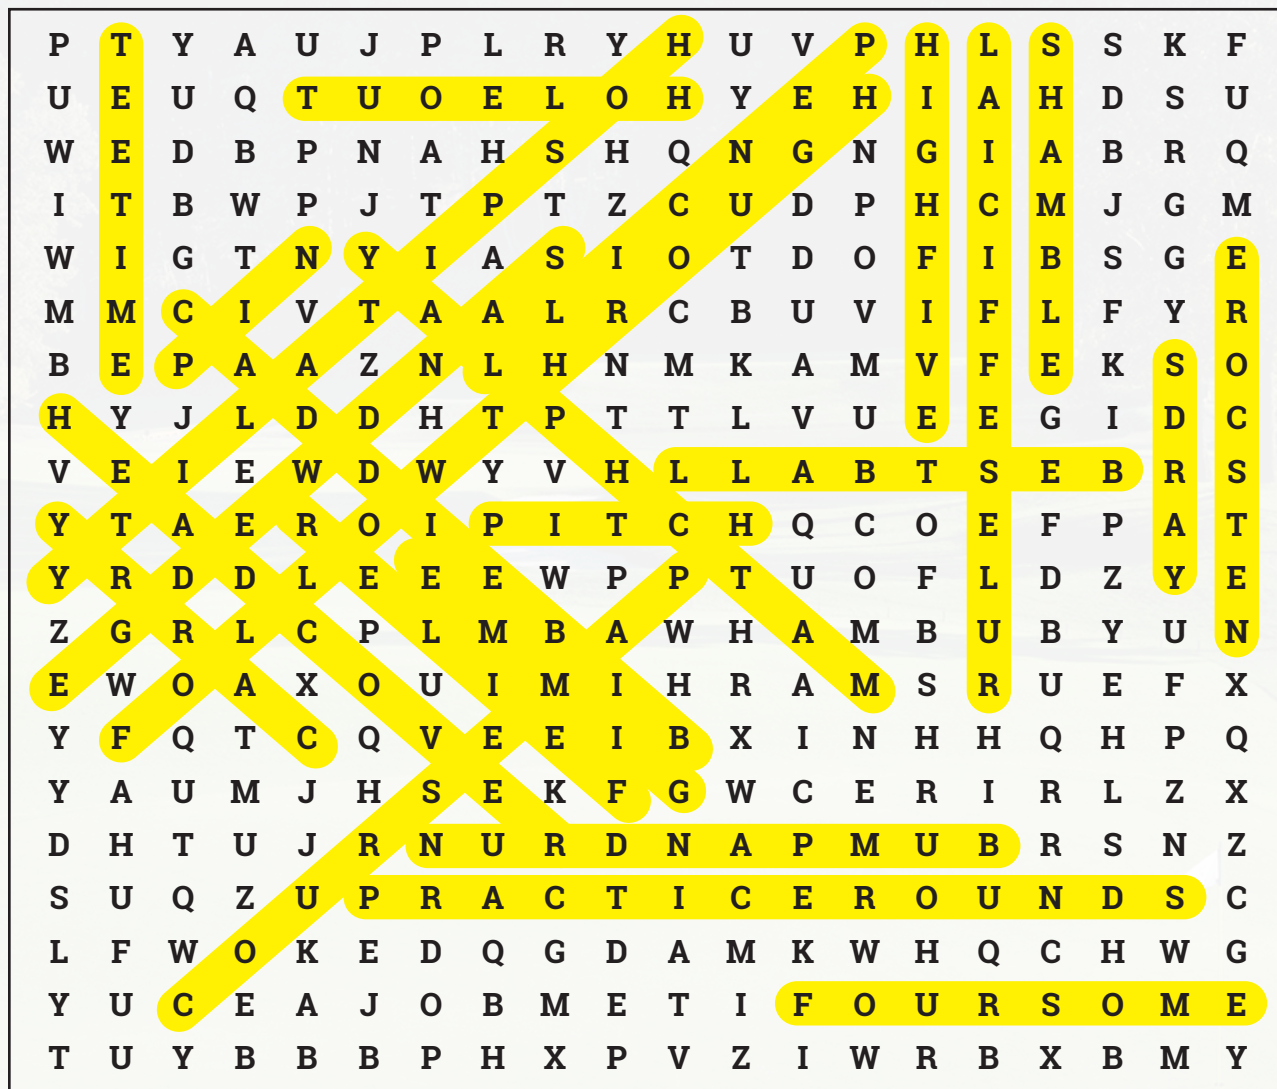 P T Y A U J P L R Y H U V P H L S S K F
U E U Q T U O E L O H Y E H I A H D S U
W E D B P N A H S H Q N G N G I A B R Q
I T B W P J T P T Z C U D P H C M J G M
W I G T N Y I A S I O T D O F I B S G E
M M C I V T A A L R C B U V I F L F Y R
B E P A A Z N L H N M K A M V F E K S O
H Y J L D D H T P T T L V U E E G I D C
V E I E W D W Y V H L L A B T S E B R S
Y T A E R O I P I T C H Q C O E F P A T
Y R D D L E E E W P P T U O F L D Z Y E
Z G R L C P L M B A W H A M B U B Y U N
E W O A X O U I M I H R A M S R U E F X
Y F Q T C Q V E E I B X I N H H Q H P Q
Y A U M J H S E K F G W C E R I R L Z X
D H T U J R N U R D N A P M U B R S N Z
S U Q Z U P R A C T I C E R O U N D S C
L F W O K E D Q G D A M K W H Q C H W G
Y U C E A J O B M E T I F O U R S O M E
T U Y B B B P H X P V Z I W R B X B M Y